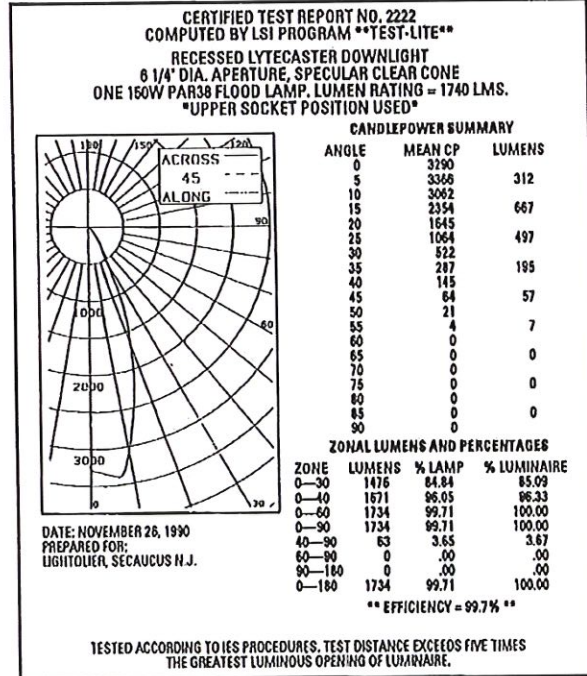 CERTIFIED TEST REPORT NO. 2222
COMPUTED BY LSI PROGRAM **TEST-LITE**
RECESSED LYTECASTER DOWNLIGHT
6 1/4' DIA. APERTURE, SPECULAR CLEAR CONE
ONE 150W PAR38 FLOOD LAMP. LUMEN RATING = 1740 LMS.
*UPPER SOCKET POSITION USED*
180 150 120
ACROSS
45
ALONG
90
60
1000
2000
3000
0 30
DATE: NOVEMBER 26, 1990
PREPARED FOR:
LIGHTOLIER, SECAUCUS N.J.
CANDLEPOWER SUMMARY
ANGLE MEAN CP LUMENS
0 3290
5 3366 312
10 3062
15 2354 667
20 1645
25 1064 497
30 522
35 287 195
40 145
45 64 57
50 21
55 4 7
60 0
65 0 0
70 0
75 0 0
80 0
85 0 0
90 0
ZONAL LUMENS AND PERCENTAGES
ZONE LUMENS % LAMP % LUMINAIRE
0—30 1476 84.84 85.09
0—40 1671 96.05 96.33
0—60 1734 99.71 100.00
0—90 1734 99.71 100.00
40—90 63 3.65 3.67
60—90 0 .00 .00
90—180 0 .00 .00
0—180 1734 99.71 100.00
** EFFICIENCY = 99.7% **
TESTED ACCORDING TO IES PROCEDURES. TEST DISTANCE EXCEEDS FIVE TIMES
THE GREATEST LUMINOUS OPENING OF LUMINAIRE.